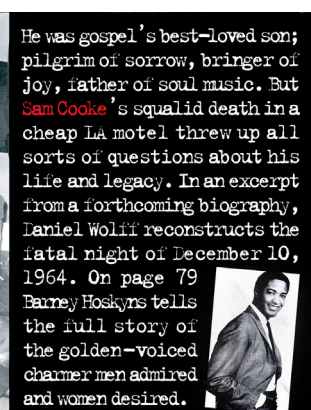 He was gospel's best-loved son;
pilgrim of sorrow, bringer of
joy, father of soul music. But
Sam Cooke's squalid death in a
cheap LA motel threw up all
sorts of questions about his
life and legacy. In an excerpt
from a forthcoming biography,
Daniel Wolff reconstructs the
fatal night of December 10,
1964. On page 79
Barney Hoskyns tells
the full story of
the golden-voiced
charmer men admired
and women desired.